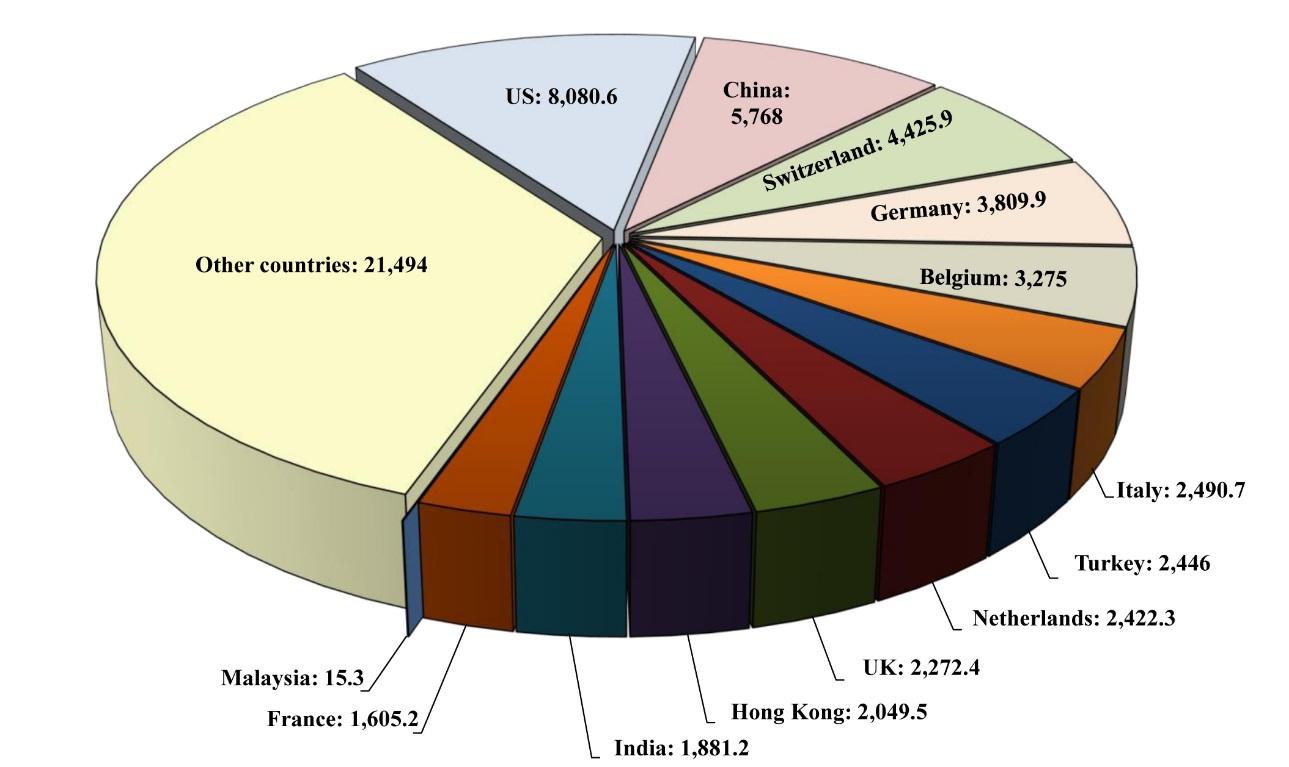 US: 8,080.6
China:
5,768
Switzerland: 4,425.9
Germany: 3,809.9
Other countries: 21,494
Belgium: 3,275
Italy: 2,490.7
Turkey: 2,446
Netherlands: 2,422.3
UK: 2,272.4
Malaysia: 15.3
Hong Kong: 2,049.5
France: 1,605.2
India: 1,881.2